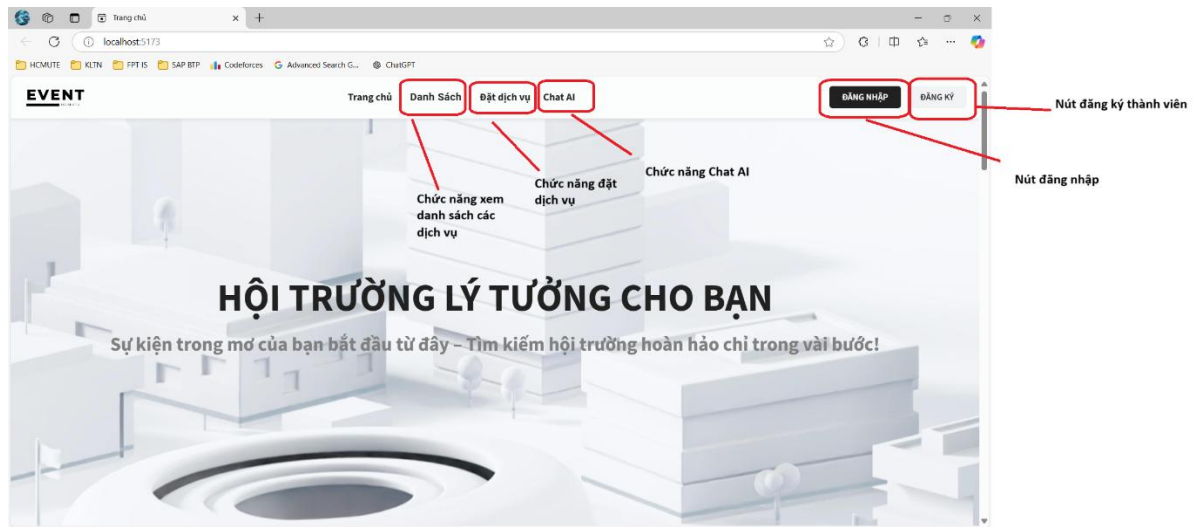 Trang chủ
localhost:5173
HCMUTE KLTN FPT IS SAP BTP Codeforces Advanced Search G... ChatGPT
EVENT
Trang chủ Danh Sách Đặt dịch vụ Chat AI ĐĂNG NHẬP ĐĂNG KÝ
Nút đăng ký thành viên
Chức năng Chat AI
Nút đăng nhập
Chức năng đặt
dịch vụ
Chức năng xem
danh sách các
dịch vụ
HỘI TRƯỜNG LÝ TƯỞNG CHO BẠN
Sự kiện trong mơ của bạn bắt đầu từ đây – Tìm kiếm hội trường hoàn hảo chỉ trong vài bước!